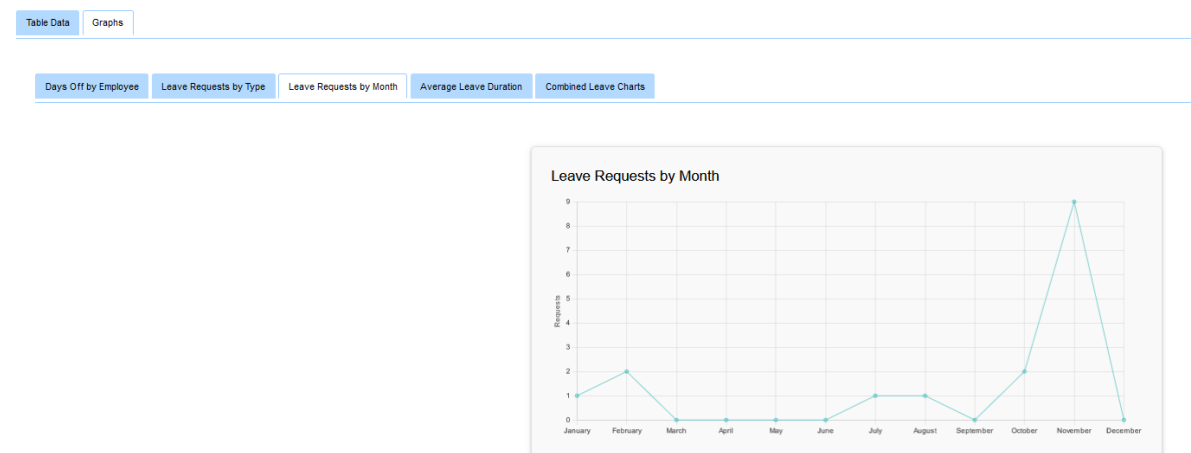 Table Data Graphs
Days Off by Employee Leave Requests by Type Leave Requests by Month Average Leave Duration Combined Leave Charts
Leave Requests by Month
9
8
7
6
5
4
3
2
1
0
Requests
January February March April May June July August September October November December